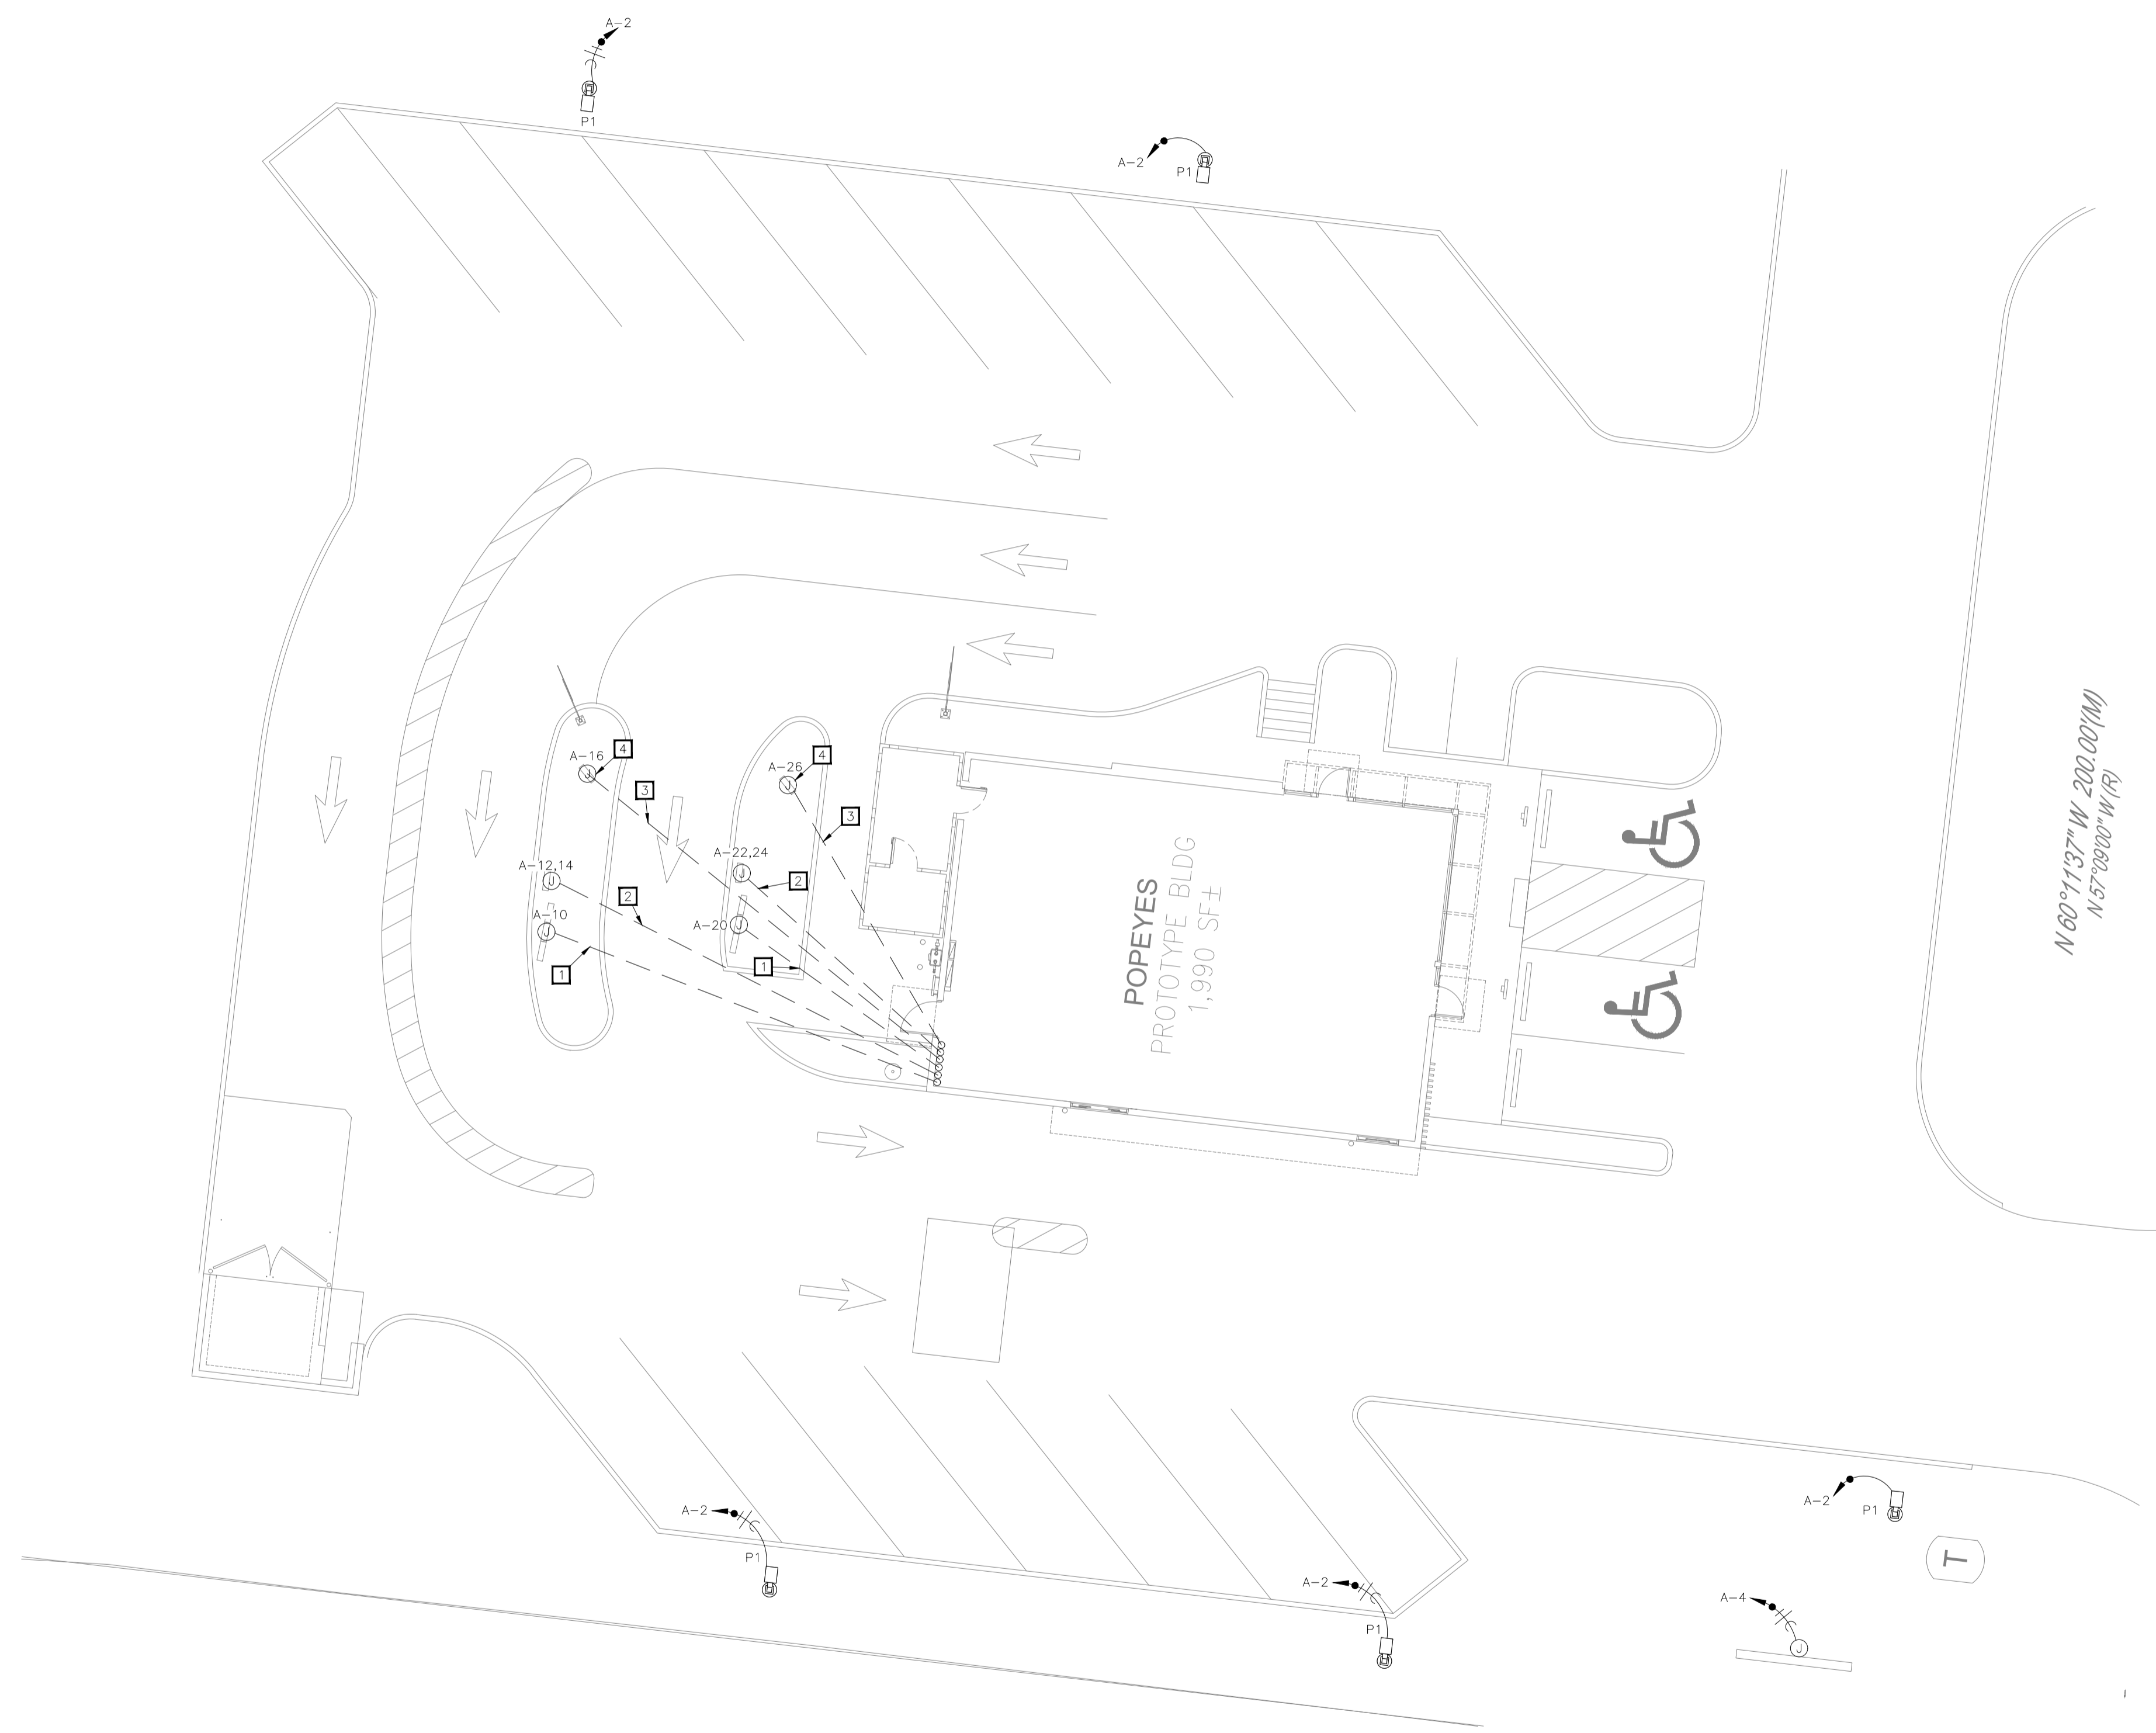 A-2
P1
A-2
P1
A-16
4
3
A-26
4
3
A-12,14
2
A-22,24
2
A-10
1
A-20
1
J
J
J
J
J
J
POPEYES
PROTOTYPE BLDG
1,990 SF±
N 60°11'37" W 200.00'(M)
N 57°09'00" W (R)
A-2
P1
A-2
P1
A-2
P1
T
A-4
J